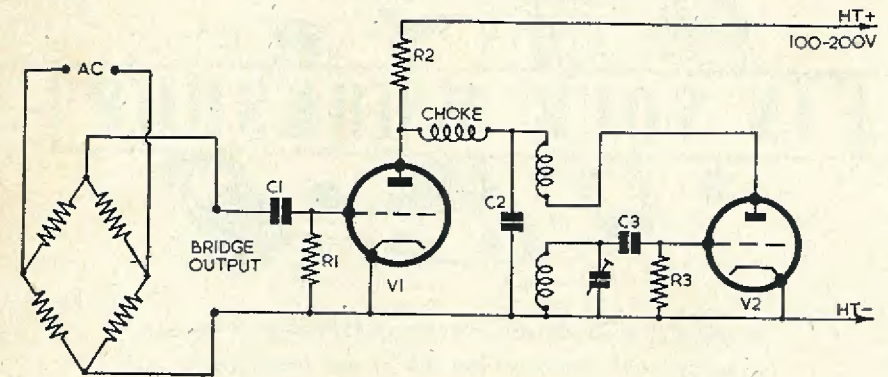 HT+
100-200V
R2
AC
CHOKE
C1
C2
C3
BRIDGE
OUTPUT
R1
V1
R3
V2
HT-